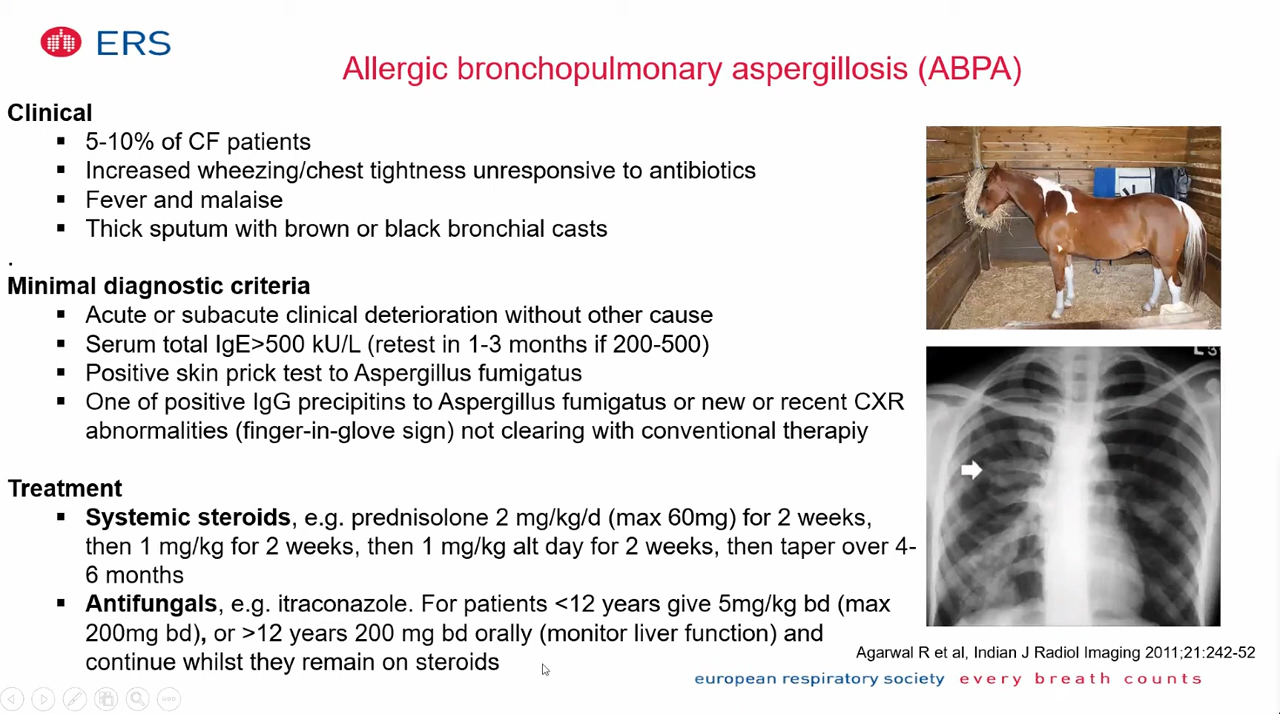 ERS
Allergic bronchopulmonary aspergillosis (ABPA)
Clinical
▪ 5-10% of CF patients
▪ Increased wheezing/chest tightness unresponsive to antibiotics
▪ Fever and malaise
▪ Thick sputum with brown or black bronchial casts
.
Minimal diagnostic criteria
▪ Acute or subacute clinical deterioration without other cause
▪ Serum total IgE>500 kU/L (retest in 1-3 months if 200-500)
▪ Positive skin prick test to Aspergillus fumigatus
▪ One of positive IgG precipitins to Aspergillus fumigatus or new or recent CXR
abnormalities (finger-in-glove sign) not clearing with conventional therapiy
Treatment
▪ Systemic steroids, e.g. prednisolone 2 mg/kg/d (max 60mg) for 2 weeks,
then 1 mg/kg for 2 weeks, then 1 mg/kg alt day for 2 weeks, then taper over 4-
6 months
▪ Antifungals, e.g. itraconazole. For patients <12 years give 5mg/kg bd (max
200mg bd), or >12 years 200 mg bd orally (monitor liver function) and
continue whilst they remain on steroids
Agarwal R et al, Indian J Radiol Imaging 2011;21:242-52
european respiratory society every breath counts